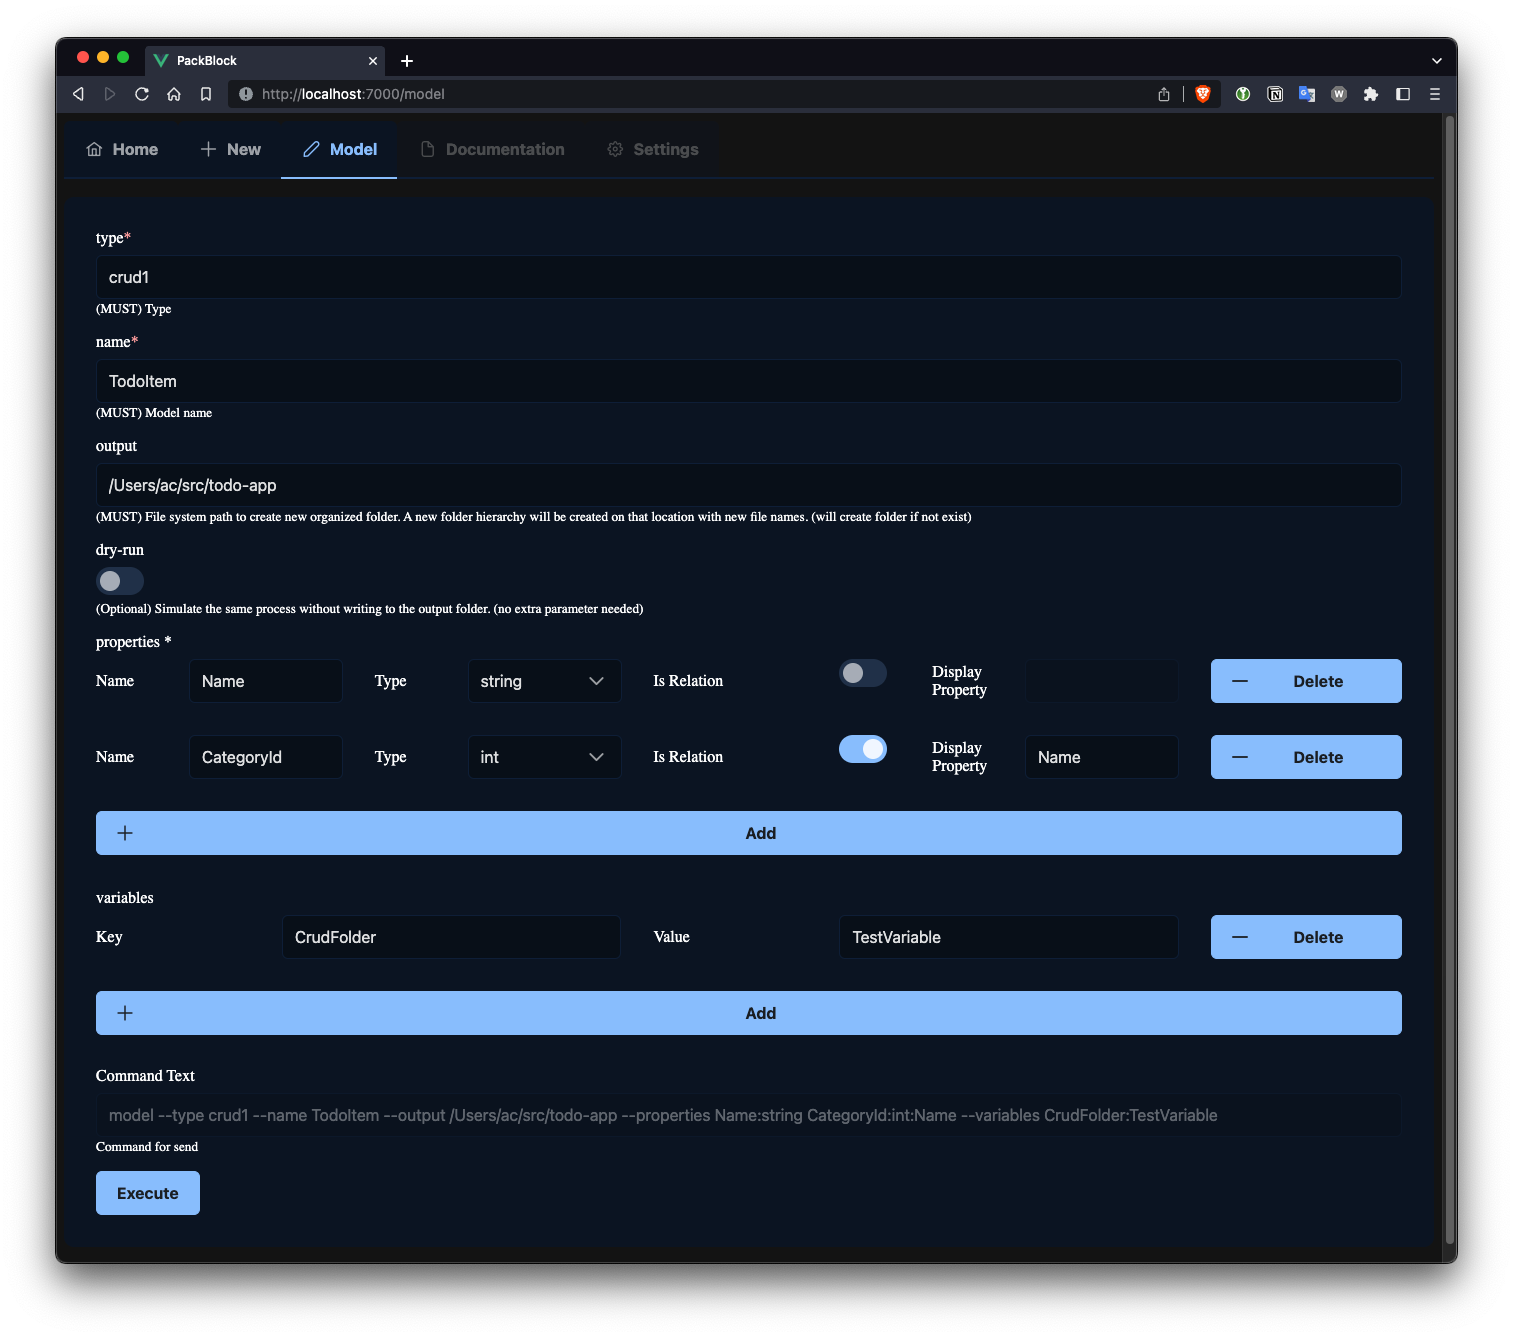 PackBlock
http://localhost:7000/model
Home
New
Model
Documentation
Settings
type*
crud1
(MUST) Type
name*
TodoItem
(MUST) Model name
output
/Users/ac/src/todo-app
(MUST) File system path to create new organized folder. A new folder hierarchy will be created on that location with new file names. (will create folder if not exist)
dry-run
(Optional) Simulate the same process without writing to the output folder. (no extra parameter needed)
properties *
Name Name Type string Is Relation Display Property Delete
Name CategoryId Type int Is Relation Display Property Name Delete
Add
variables
Key CrudFolder Value TestVariable Delete
Add
Command Text
model --type crud1 --name TodoItem --output /Users/ac/src/todo-app --properties Name:string CategoryId:int:Name --variables CrudFolder:TestVariable
Command for send
Execute